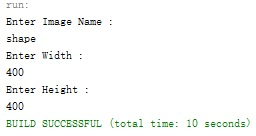 run:
Enter Image Name :
shape
Enter Width :
400
Enter Height :
400
BUILD SUCCESSFUL (total time: 10 seconds)